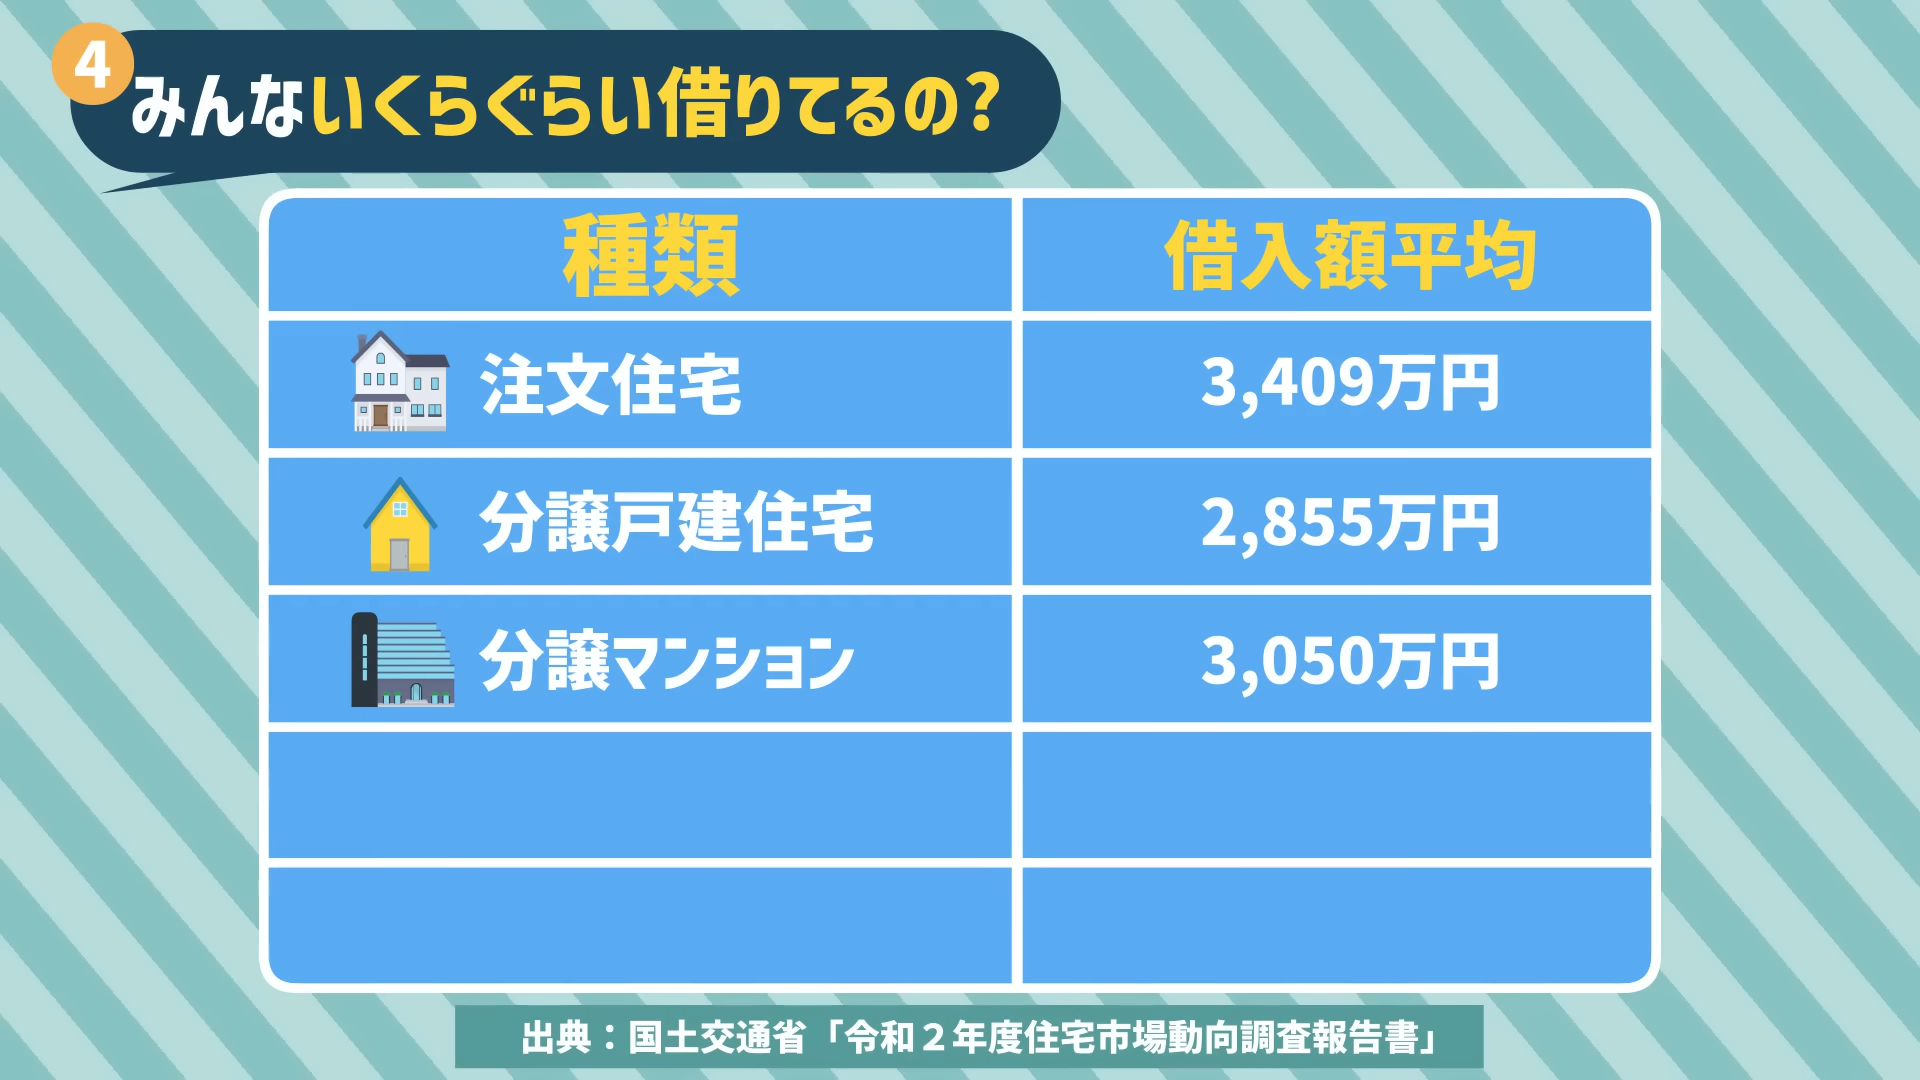 4
みんないくらぐらい借りてるの?
種類 借入額平均
注文住宅 3,409万円
分譲戸建住宅 2,855万円
分譲マンション 3,050万円
出典：国土交通省「令和２年度住宅市場動向調査報告書」